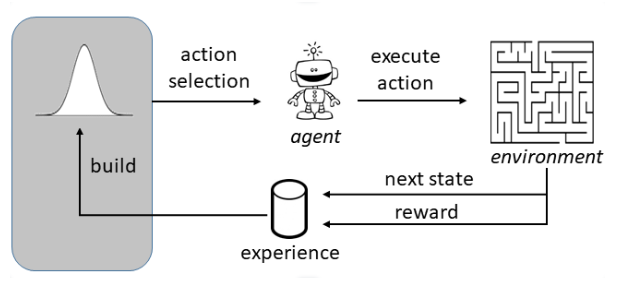 action
selection
execute
action
agent
environment
build
next state
reward
experience